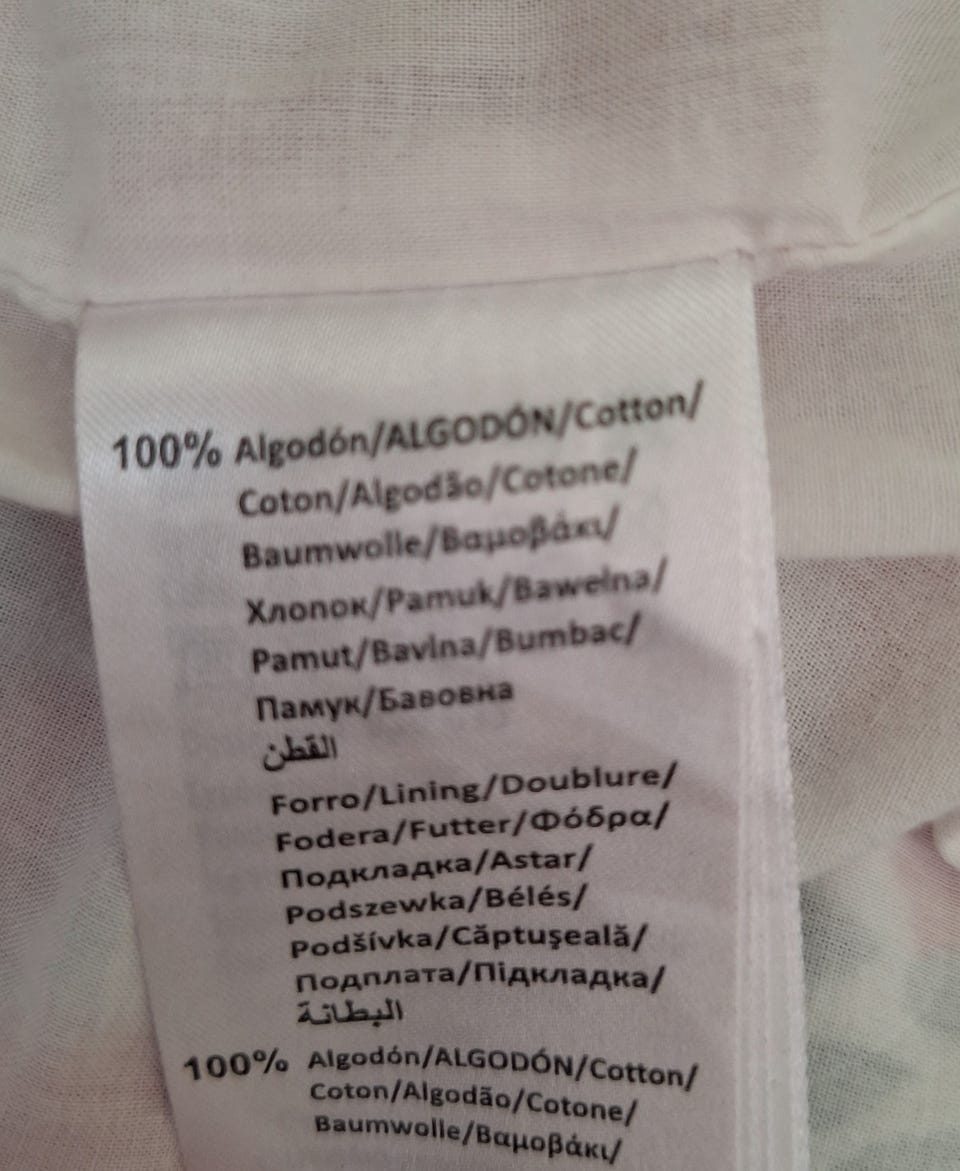 100% Algodón/ALGODÓN/Cotton/
Coton/Algodão/Cotone/
Baumwolle/Βαμοβάκι/
Хлопок/Pamuk/Bawełna/
Pamut/Bavlna/Bumbac/
Памук/Бавовна
القطن
Forro/Lining/Doublure/
Fodera/Futter/Φόδρα/
Подкладка/Astar/
Podszewka/Bélés/
Podšívka/Căptuşeală/
Подплата/Підкладка/
البطانة
100% Algodón/ALGODÓN/Cotton/
Coton/Algodão/Cotone/
Baumwolle/Βαμοβάκι/